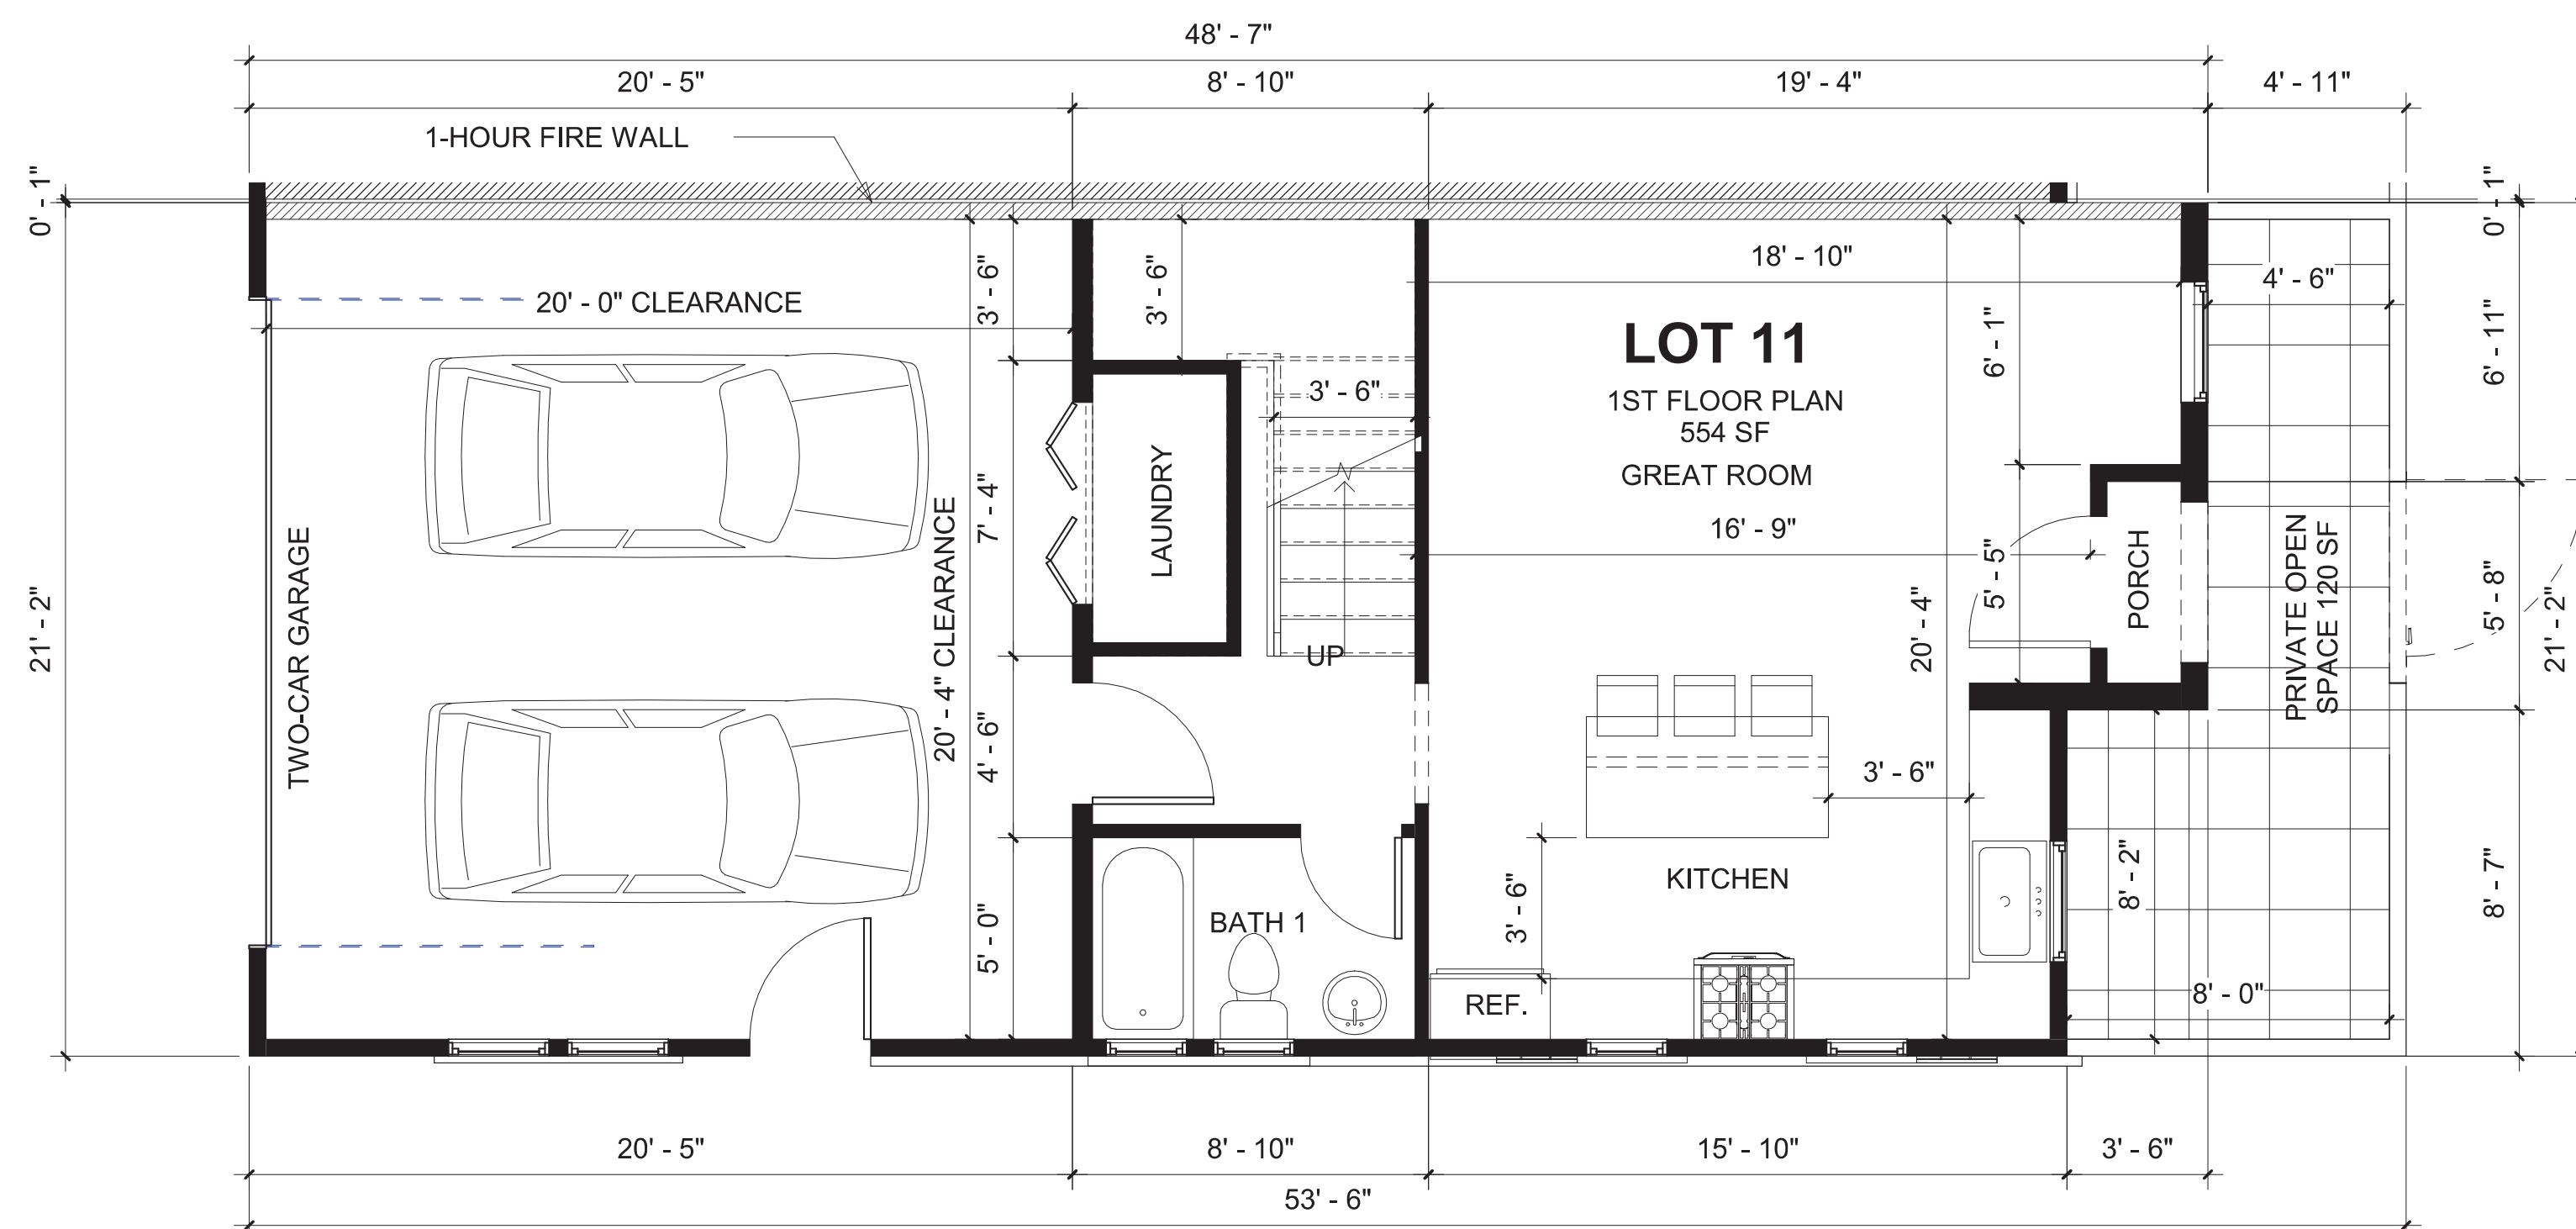 48' - 7"
20' - 5"
8' - 10"
19' - 4"
4' - 11"
1-HOUR FIRE WALL
0' - 1"
0' - 1"
18' - 10"
4' - 6"
3' - 6"
3' - 6"
20' - 0" CLEARANCE
6' - 1"
6' - 11"
LOT 11
1ST FLOOR PLAN
554 SF
GREAT ROOM
3' - 6"
16' - 9"
7' - 4"
LAUNDRY
20' - 4" CLEARANCE
TWO-CAR GARAGE
21' - 2"
UP
20' - 4"
5' - 5"
PORCH
PRIVATE OPEN
SPACE 120 SF
5' - 8"
21' - 2"
4' - 6"
3' - 6"
KITCHEN
3' - 6"
8' - 2"
8' - 7"
5' - 0"
BATH 1
REF.
8' - 0"
20' - 5"
8' - 10"
15' - 10"
3' - 6"
53' - 6"